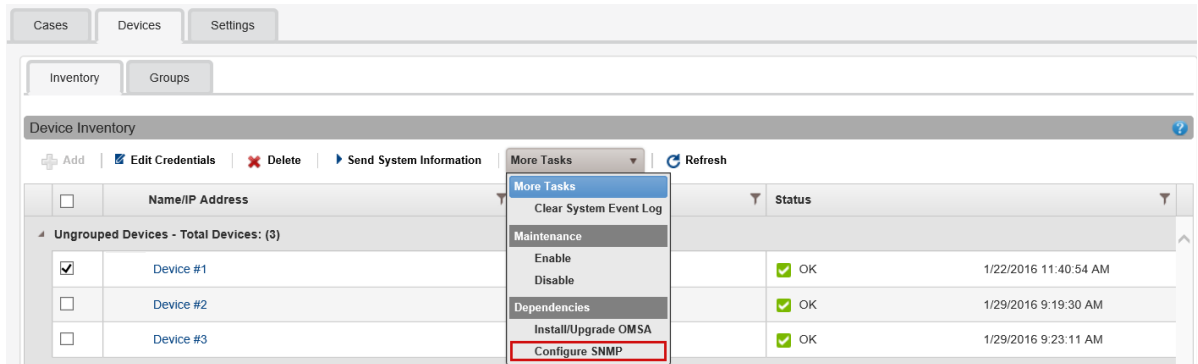 Cases Devices Settings
Inventory Groups
Device Inventory
Add Edit Credentials Delete Send System Information More Tasks Refresh
Name/IP Address Status
More Tasks
Clear System Event Log
Maintenance
Enable
Disable
Dependencies
Install/Upgrade OMSA
Configure SNMP
Ungrouped Devices - Total Devices: (3)
Device #1 OK 1/22/2016 11:40:54 AM
Device #2 OK 1/29/2016 9:19:30 AM
Device #3 OK 1/29/2016 9:23:11 AM